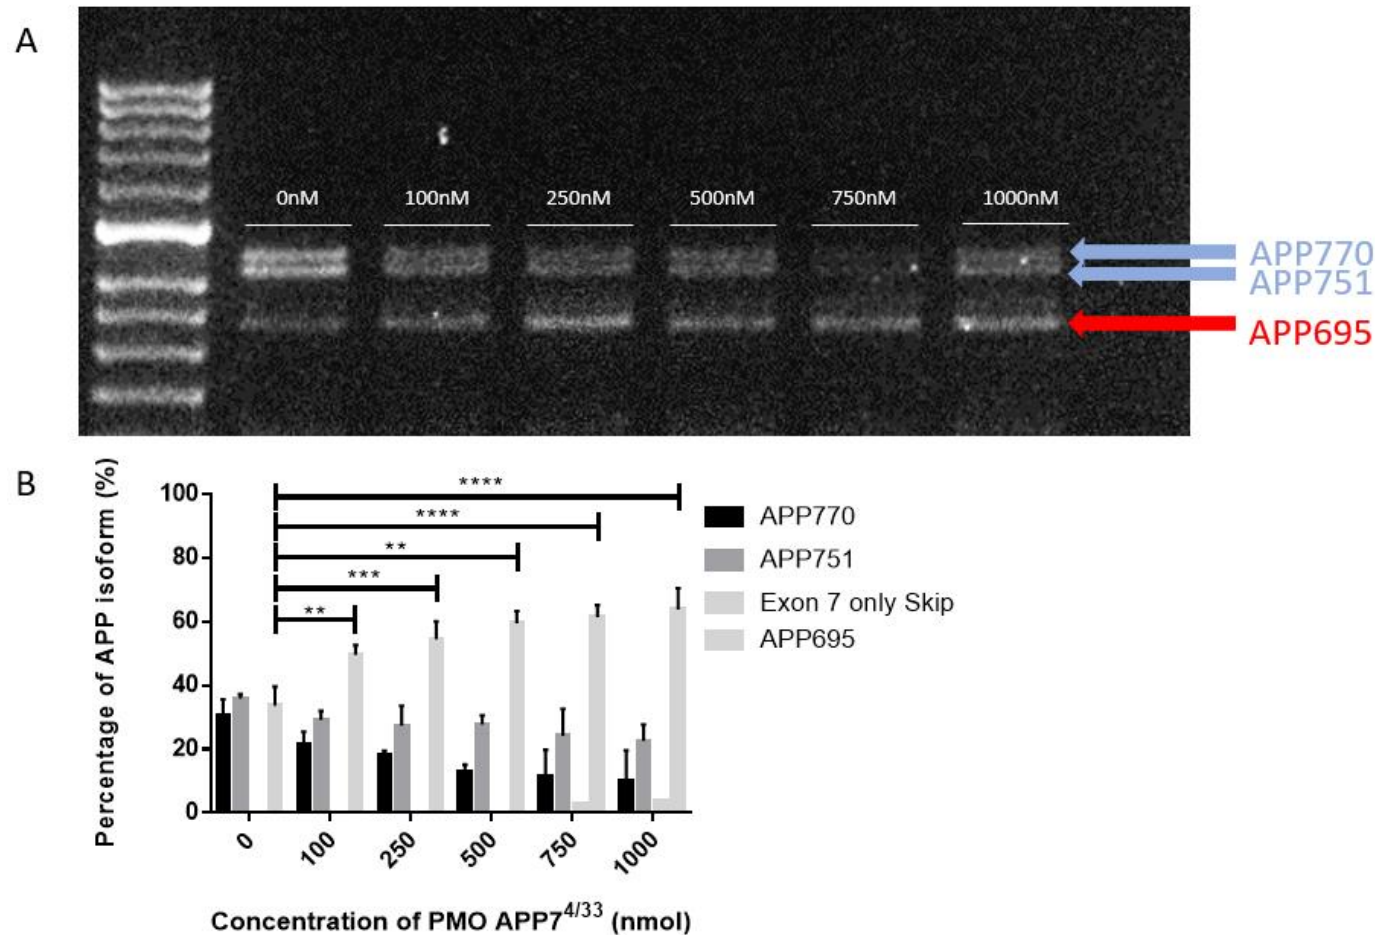 A
0nM 100nM 250nM 500nM 750nM 1000nM
APP770
APP751
APP695
B
Percentage of APP isoform (%)
100
80
60
40
20
0
****
****
**
***
**
APP770
APP751
Exon 7 only Skip
APP695
0 100 250 500 750 1000
Concentration of PMO APP7^4/33 (nmol)